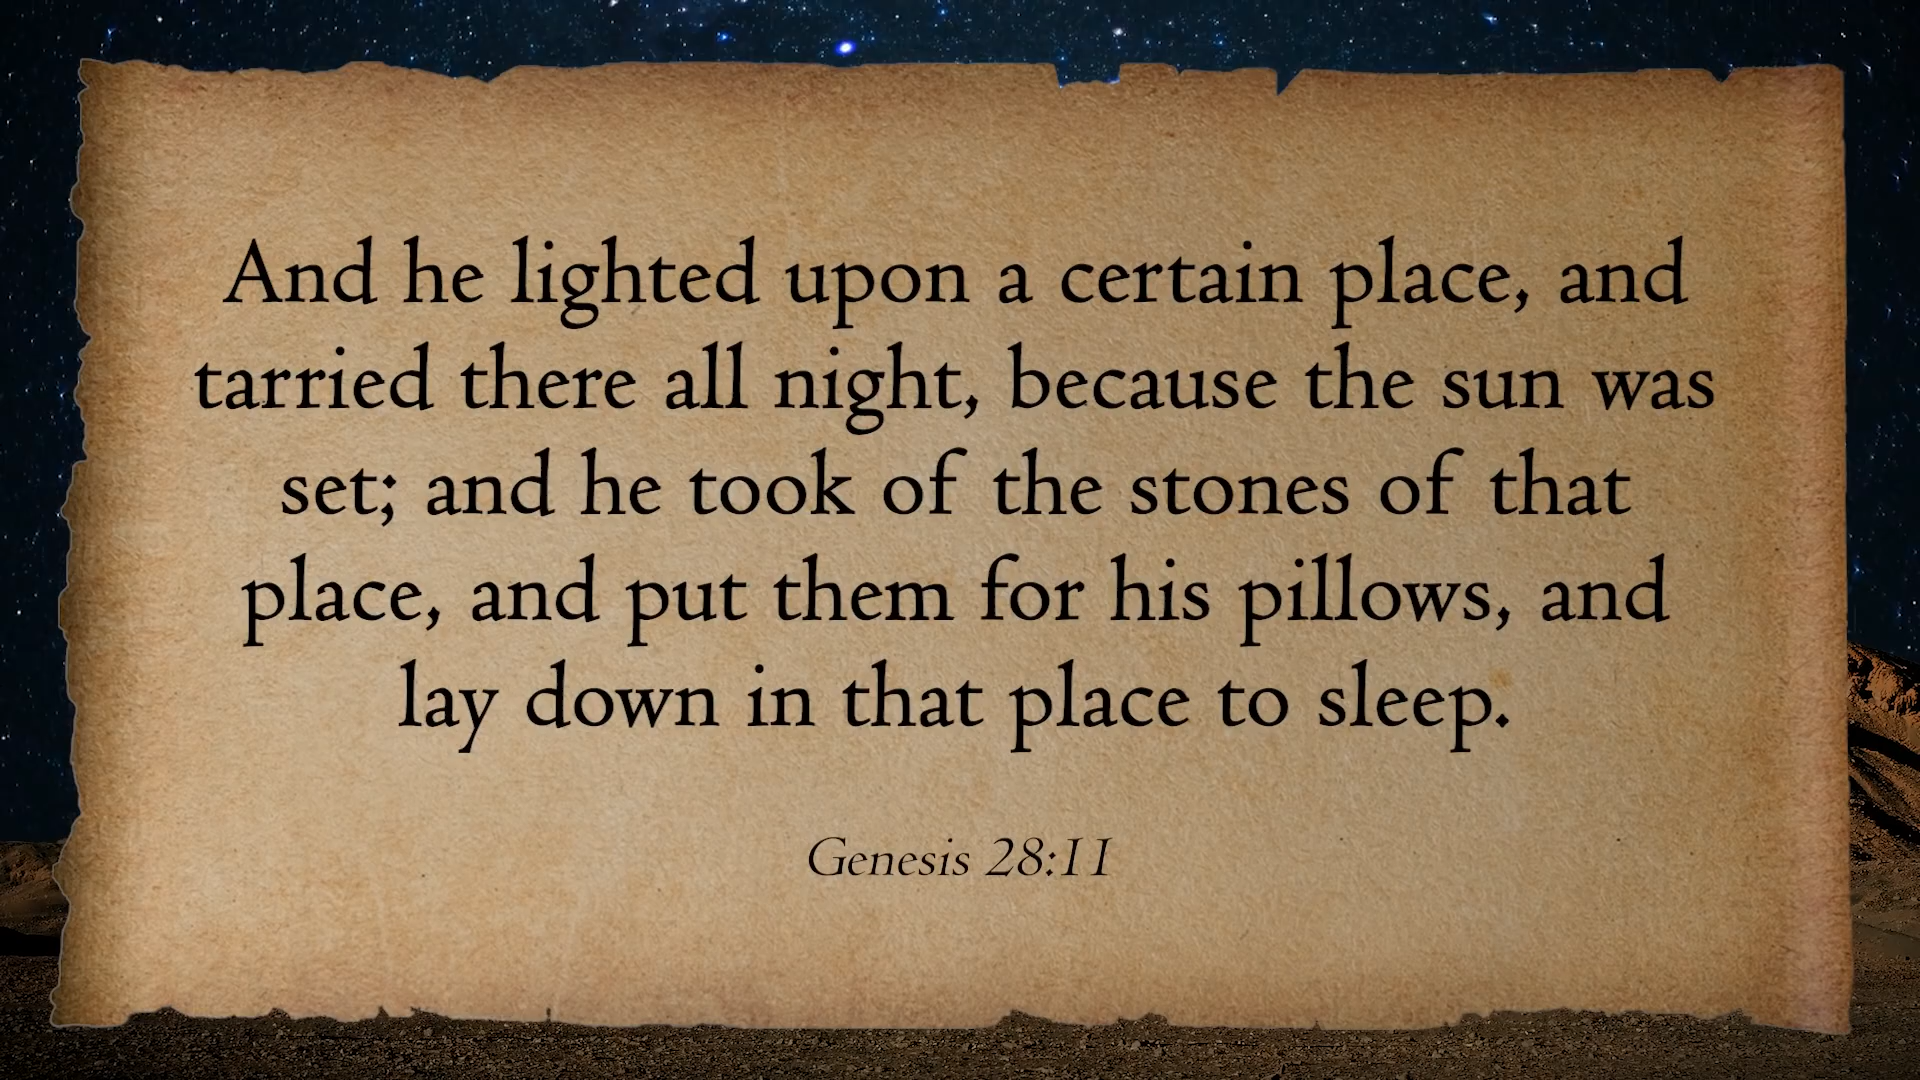 And he lighted upon a certain place, and
tarried there all night, because the sun was
set; and he took of the stones of that
place, and put them for his pillows, and
lay down in that place to sleep.
Genesis 28:11